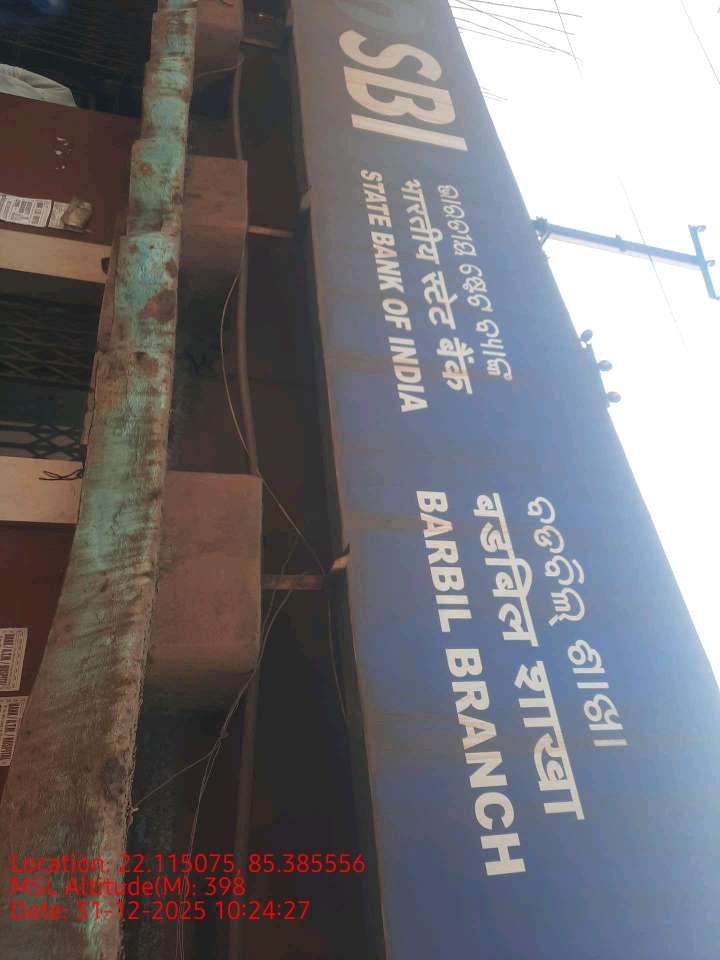 SBI
ଭାରତୀୟ ଷ୍ଟେଟ ବ୍ୟାଙ୍କ
भारतीय स्टेट बैंक
STATE BANK OF INDIA
ବଡବିଲ୍ ଶାଖା
बड़बिल शाखा
BARBIL BRANCH
Location: 22.115075, 85.385556
MSL Altitude(M): 398
Date: 31-12-2025 10:24:27